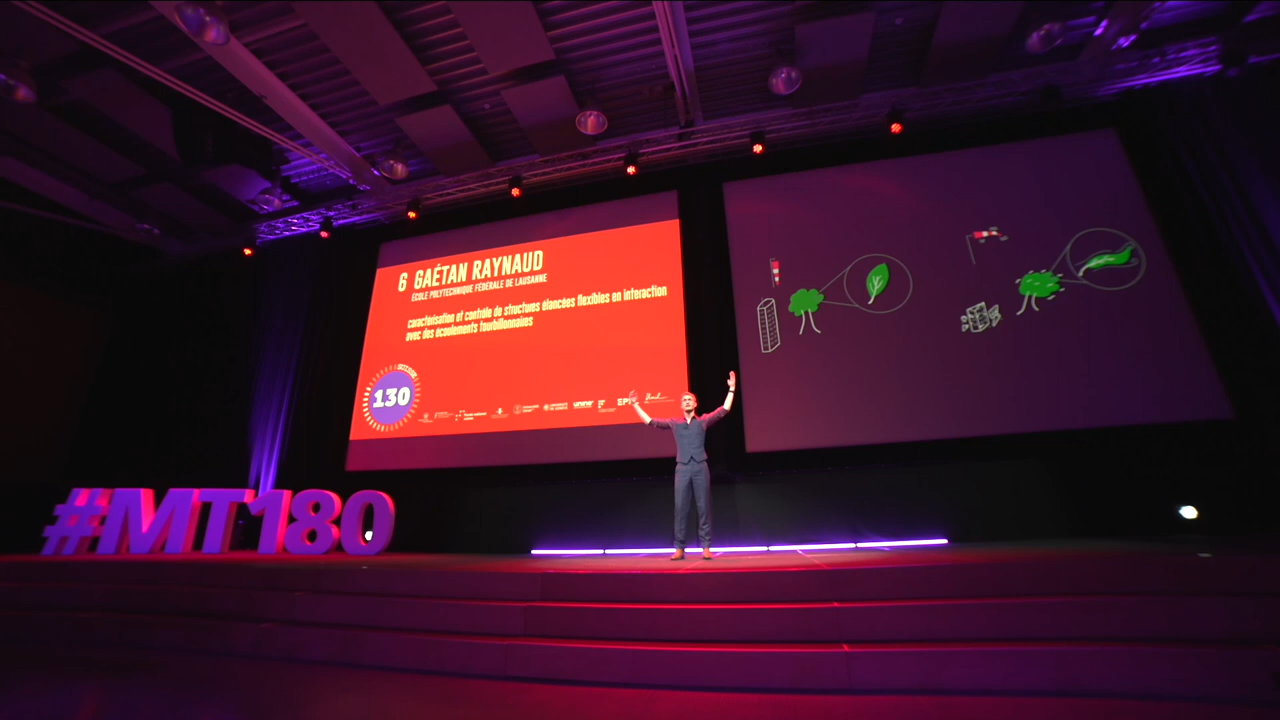 6 GAÉTAN RAYNAUD
ÉCOLE POLYTECHNIQUE FÉDÉRALE DE LAUSANNE
caractérisation et contrôle de structures élancées flexibles en interaction
avec des écoulements tourbillonnaires
130
#MT180